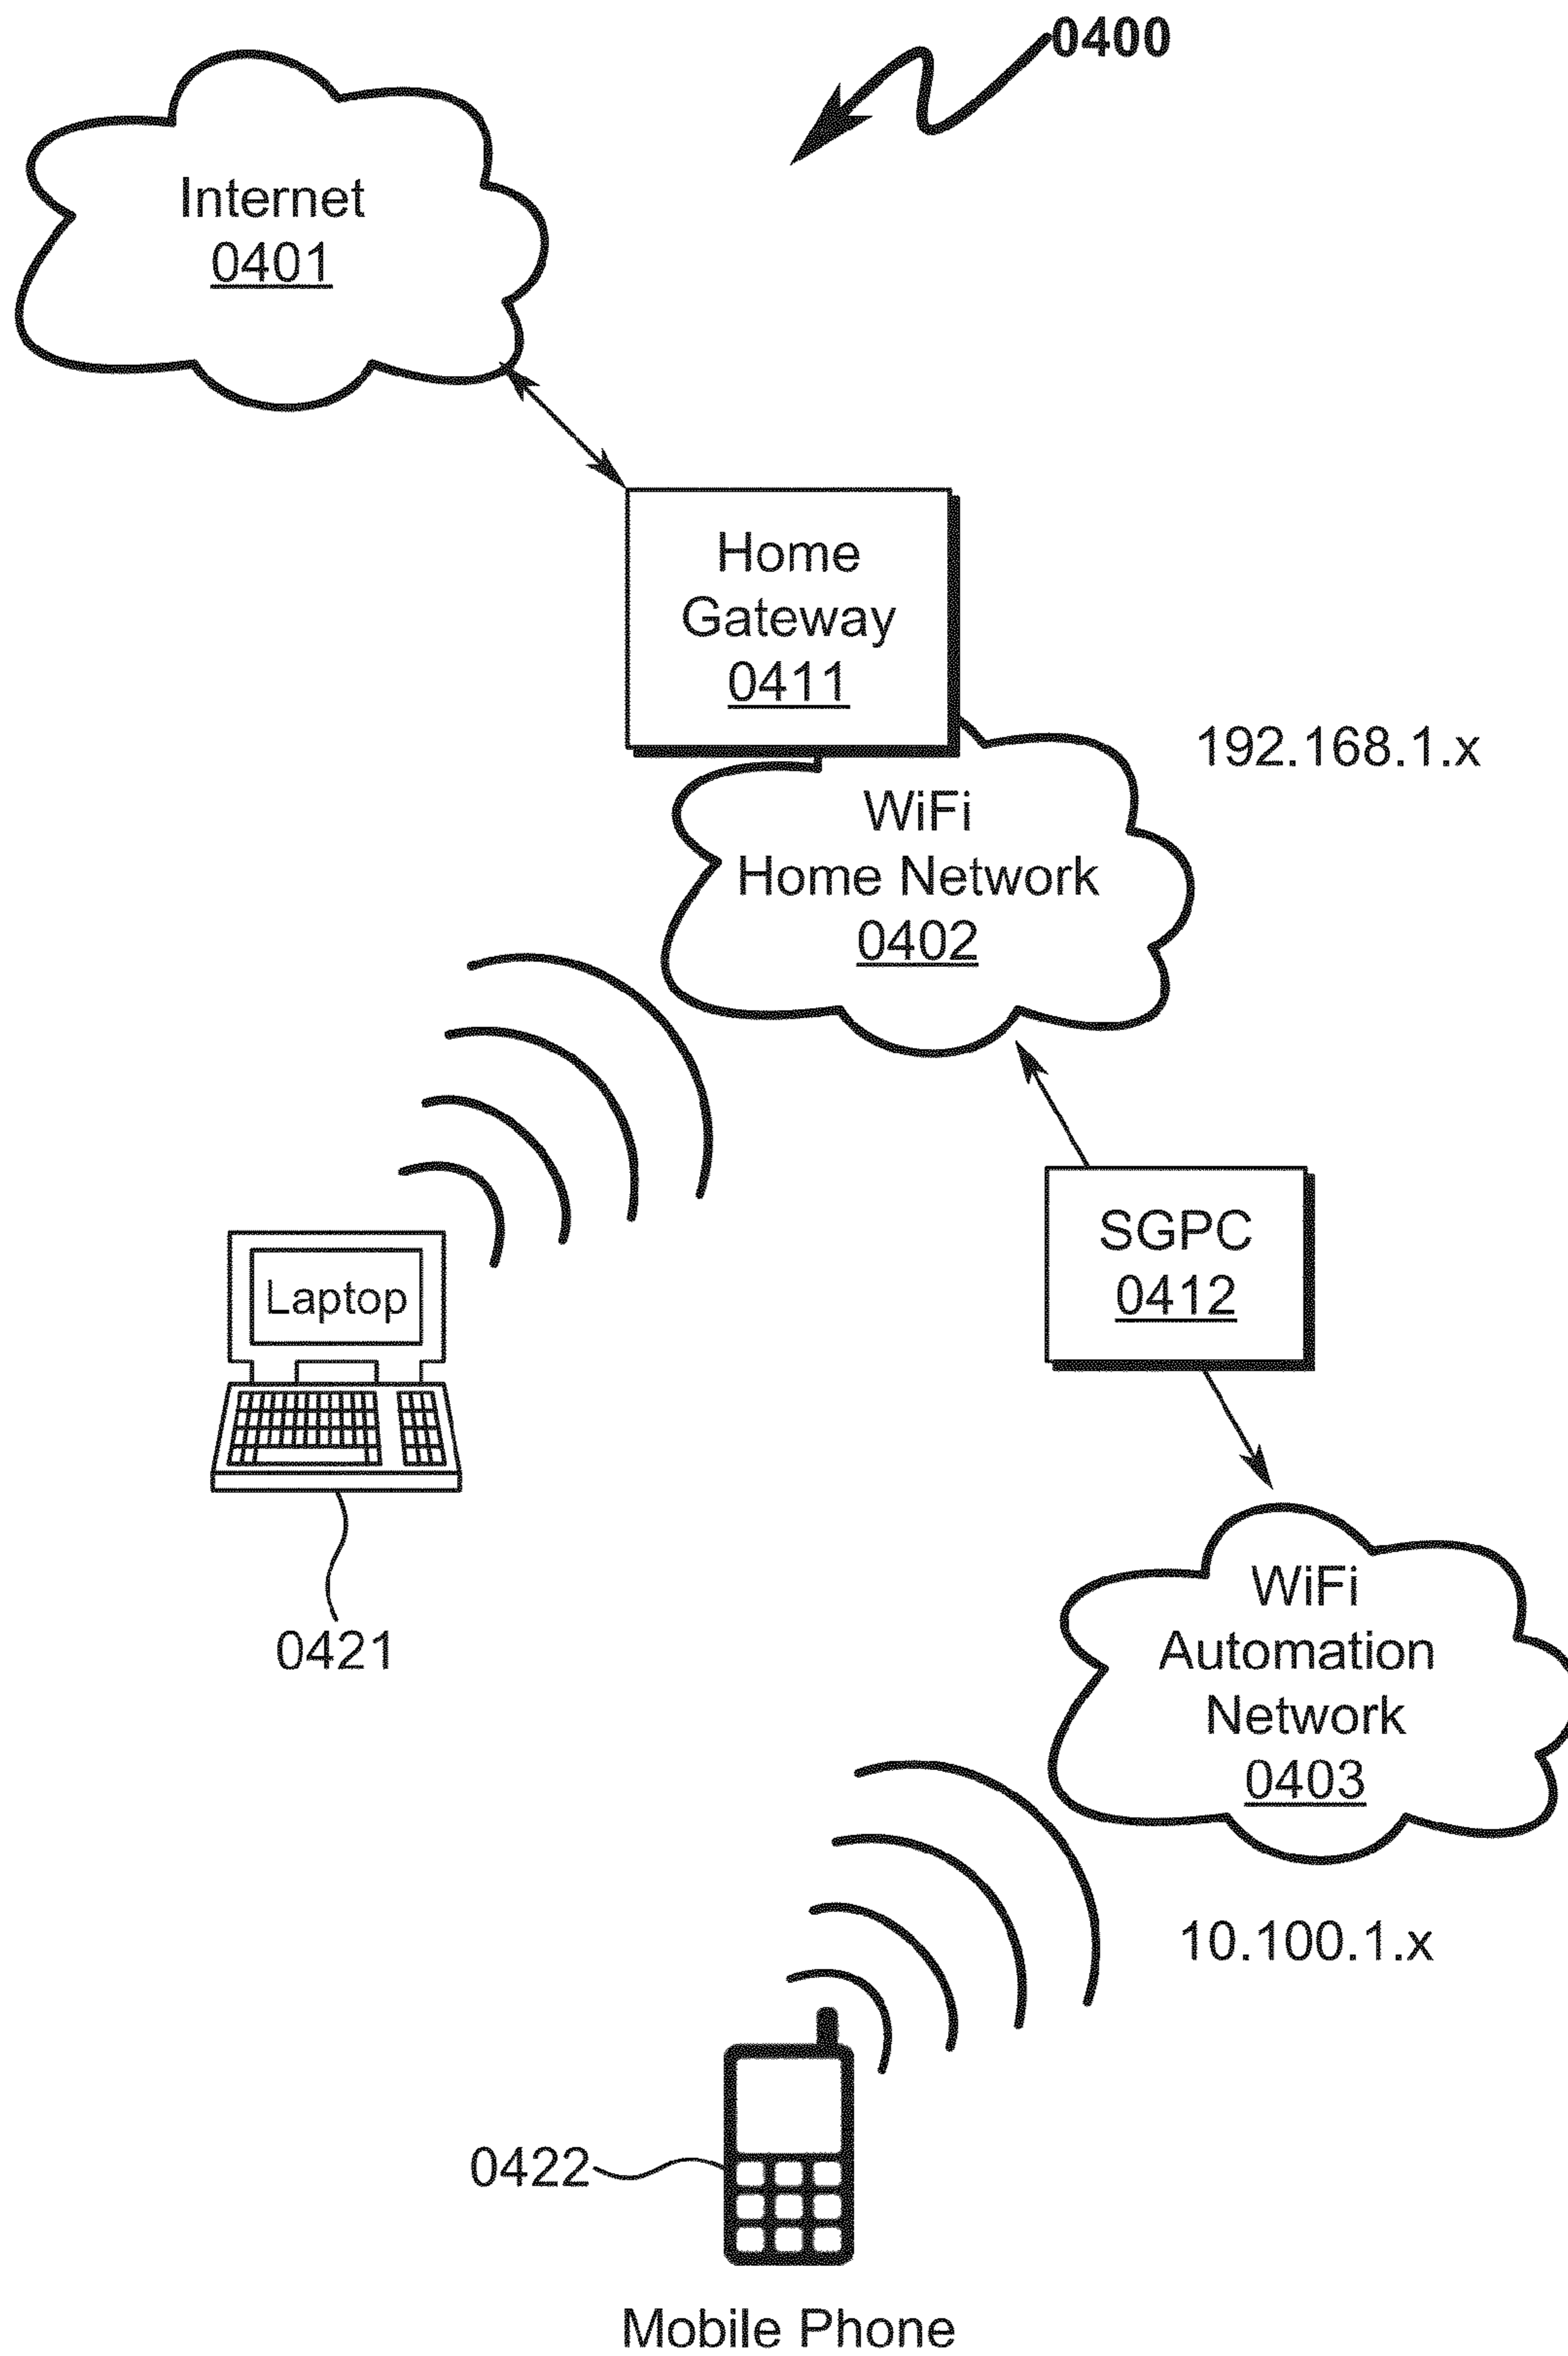 0400
Internet
0401
Home
Gateway
0411
192.168.1.x
WiFi
Home Network
0402
SGPC
0412
Laptop
0421
WiFi
Automation
Network
0403
10.100.1.x
0422
Mobile Phone